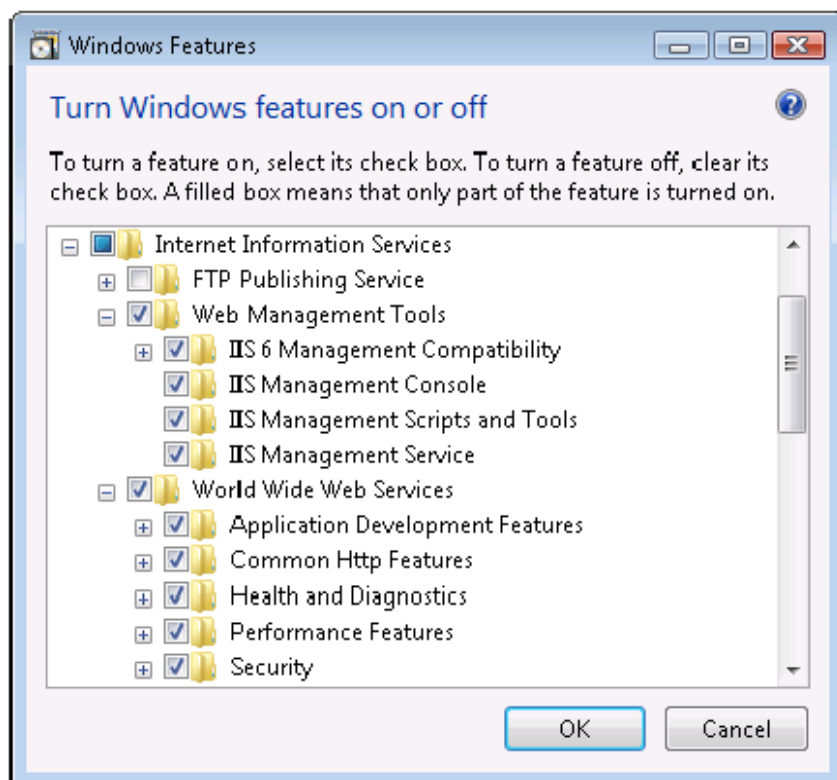 Windows Features
Turn Windows features on or off
To turn a feature on, select its check box. To turn a feature off, clear its
check box. A filled box means that only part of the feature is turned on.
Internet Information Services
FTP Publishing Service
Web Management Tools
IIS 6 Management Compatibility
IIS Management Console
IIS Management Scripts and Tools
IIS Management Service
World Wide Web Services
Application Development Features
Common Http Features
Health and Diagnostics
Performance Features
Security
OK Cancel